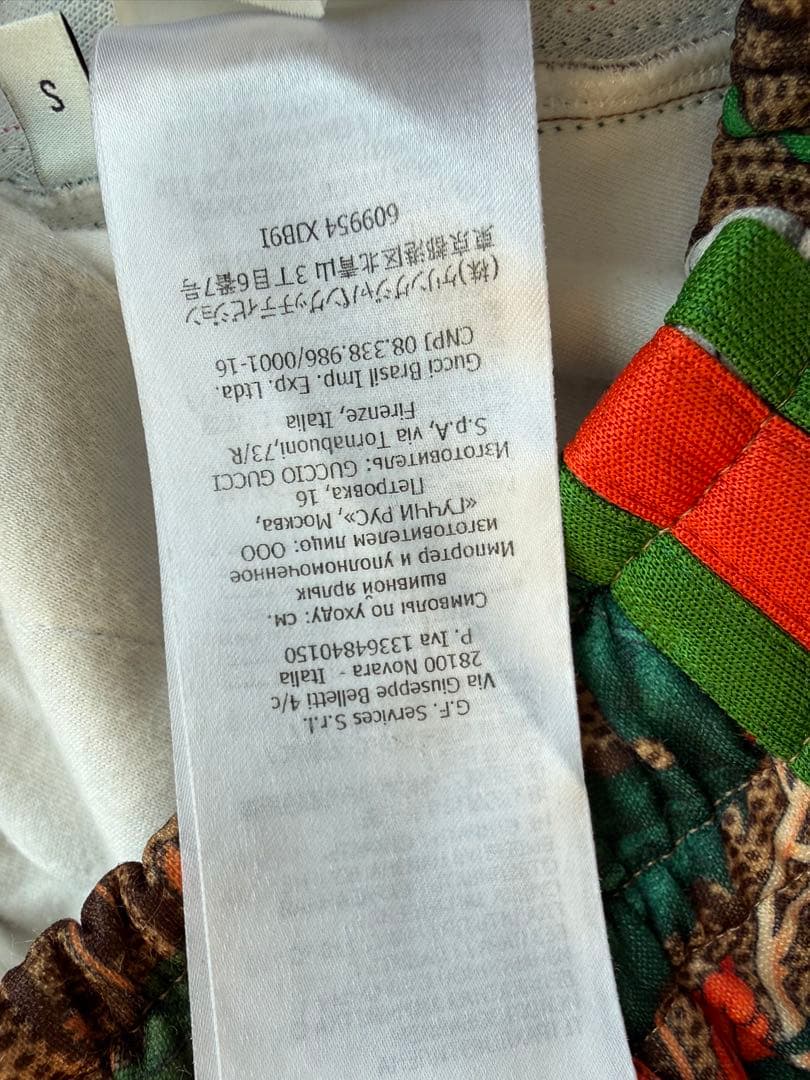 S
G.F. Services S.r.l.
Via Giuseppe Belletti 4/c
28100 Novara - Italia
P. Iva 13364840150
Символы по уходу: см.
вшивной ярлык
Импортер и уполномоченное
изготовителем лицо: ООО
«ГУЧЧИ РУС», Москва,
Петровка, 16
Изготовитель: GUCCIO GUCCI
S.p.A, via Tornabuoni,73/R
Firenze, Italia
Gucci Brasil Imp. Exp. Ltda.
CNPJ 08.338.986/0001-16
(株)ケリングジャパングッチディビジョン
東京都港区北青山3丁目6番7号
609954 XJB9I